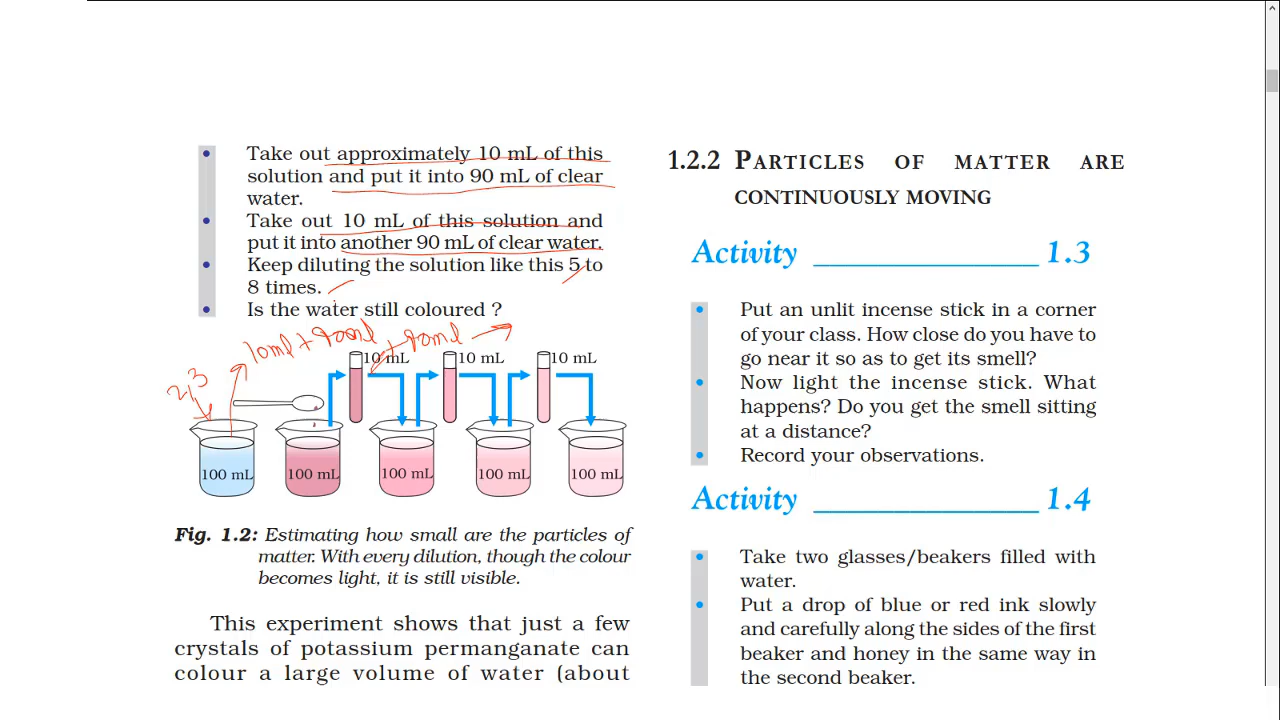 Take out approximately 10 mL of this
solution and put it into 90 mL of clear
water.
Take out 10 mL of this solution and
put it into another 90 mL of clear water.
Keep diluting the solution like this 5 to
8 times.
Is the water still coloured ?
10ml + 90ml + 90ml
2,3
10 mL
10 mL
10 mL
100 mL
100 mL
100 mL
100 mL
100 mL
Fig. 1.2: Estimating how small are the particles of
matter. With every dilution, though the colour
becomes light, it is still visible.
This experiment shows that just a few
crystals of potassium permanganate can
colour a large volume of water (about
1.2.2 PARTICLES OF MATTER ARE
CONTINUOUSLY MOVING
Activity ______________ 1.3
Put an unlit incense stick in a corner
of your class. How close do you have to
go near it so as to get its smell?
Now light the incense stick. What
happens? Do you get the smell sitting
at a distance?
Record your observations.
Activity ______________ 1.4
Take two glasses/beakers filled with
water.
Put a drop of blue or red ink slowly
and carefully along the sides of the first
beaker and honey in the same way in
the second beaker.